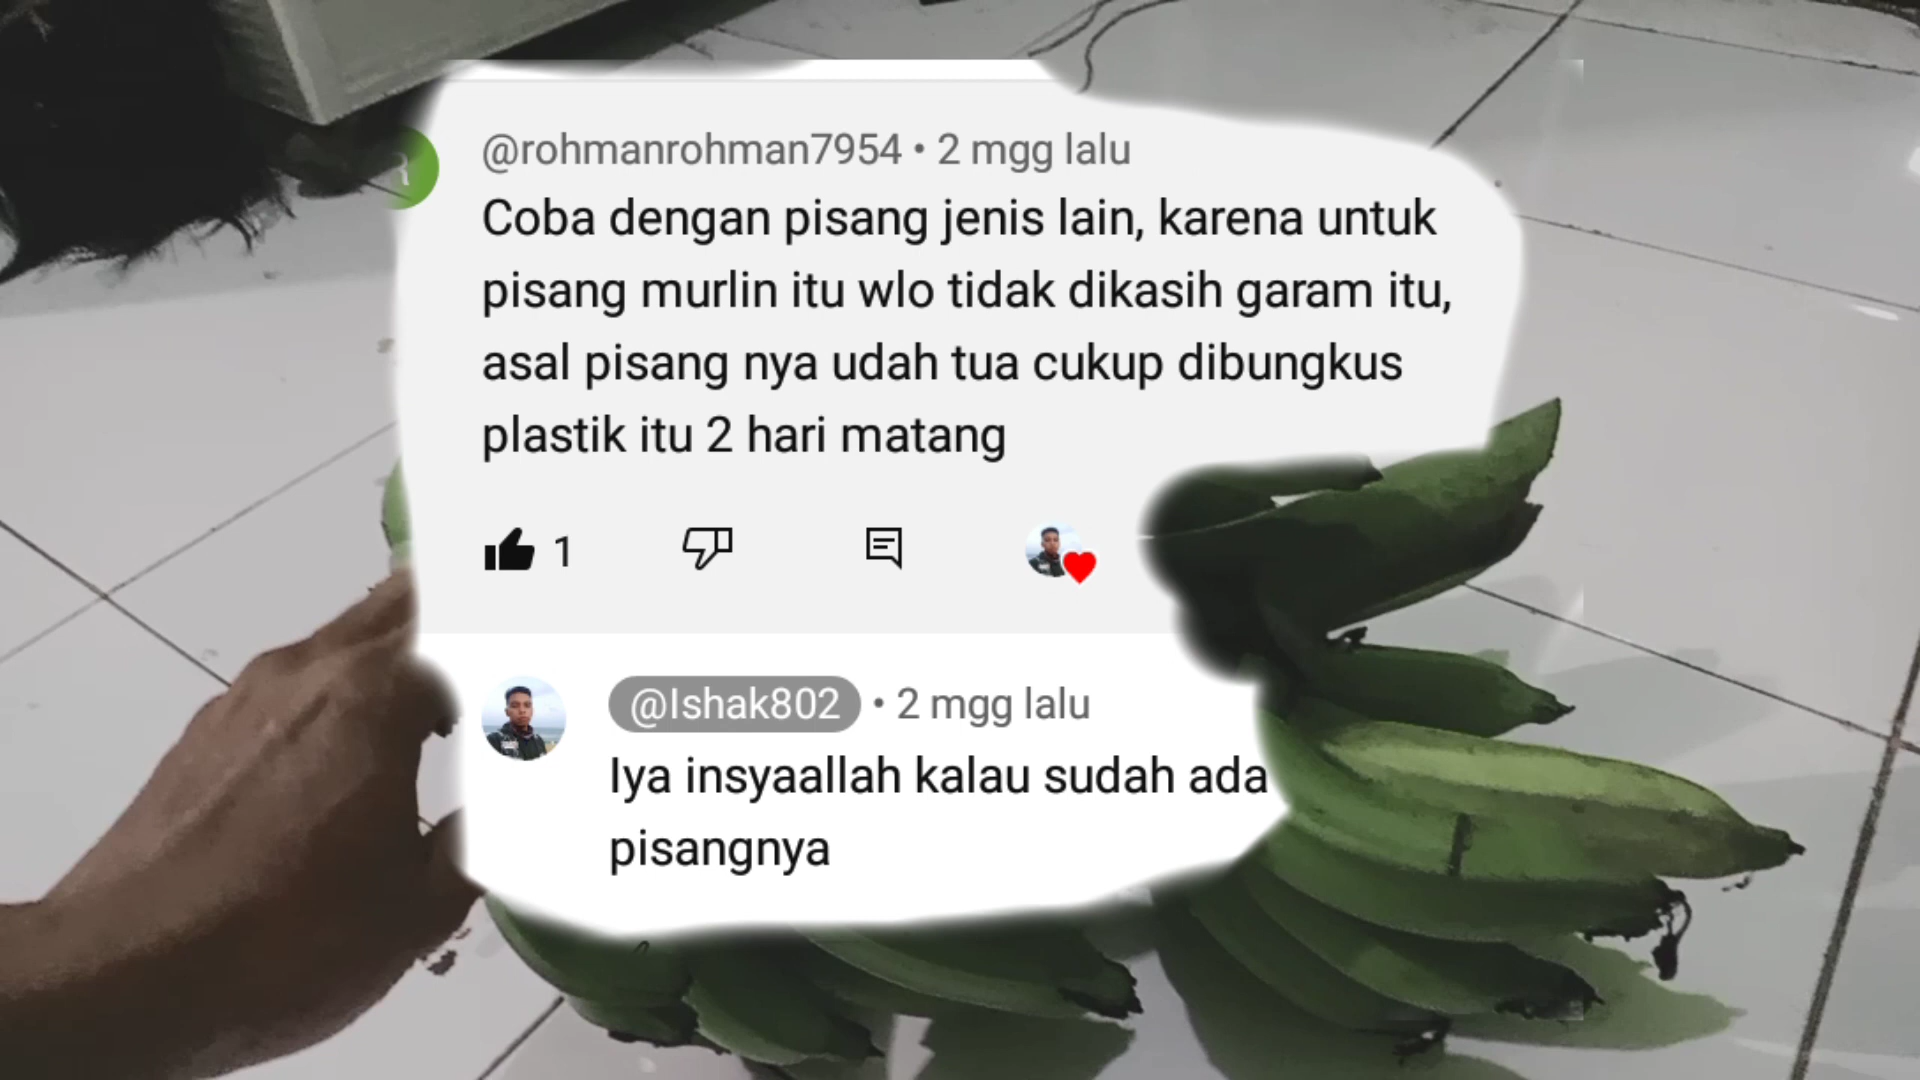 @rohmanrohman7954 • 2 mgg lalu
Coba dengan pisang jenis lain, karena untuk
pisang murlin itu wlo tidak dikasih garam itu,
asal pisang nya udah tua cukup dibungkus
plastik itu 2 hari matang
1
@Ishak802 • 2 mgg lalu
Iya insyaallah kalau sudah ada
pisangnya